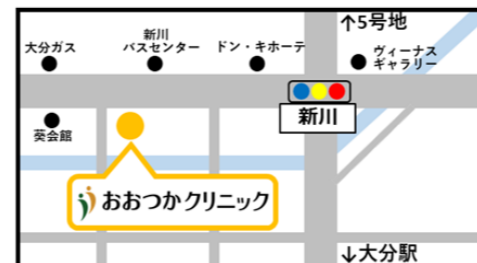 ↑5号地
大分ガス
新川
バスセンター
ドン・キホーテ
ヴィーナス
ギャラリー
新川
葵会館
おおつかクリニック
↓大分駅